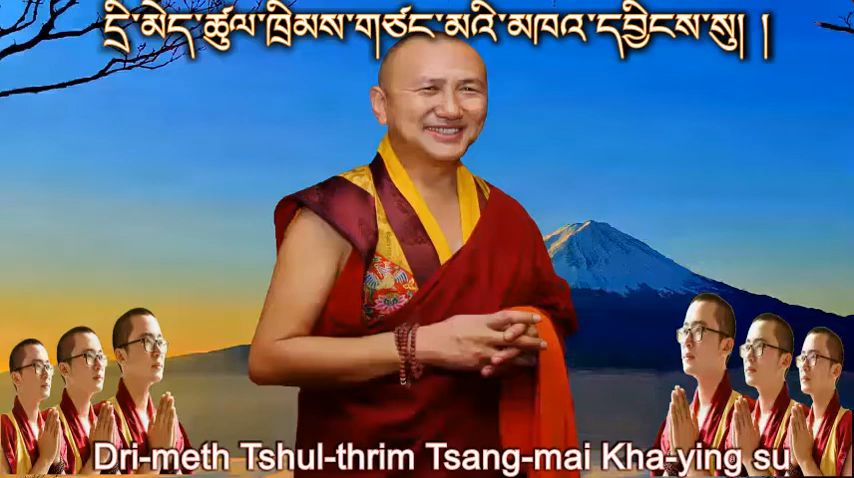 དྲི་མེད་ཚུལ་ཁྲིམས་གཙང་མའི་མཁའ་དབྱིངས་སུ། །
Dri-meth Tshul-thrim Tsang-mai Kha-ying su